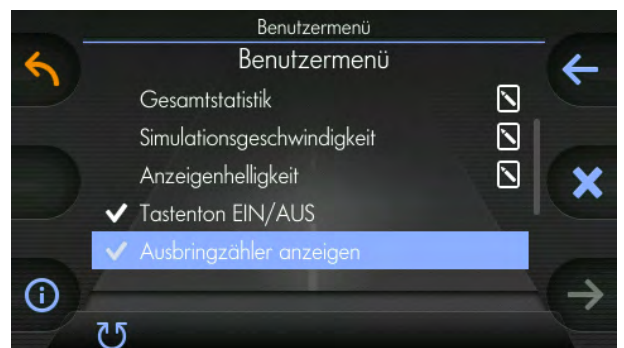 Benutzermenü
Benutzermenü
Gesamtstatistik
Simulationsgeschwindigkeit
Anzeigenhelligkeit
Tastenton EIN/AUS
Ausbringzähler anzeigen